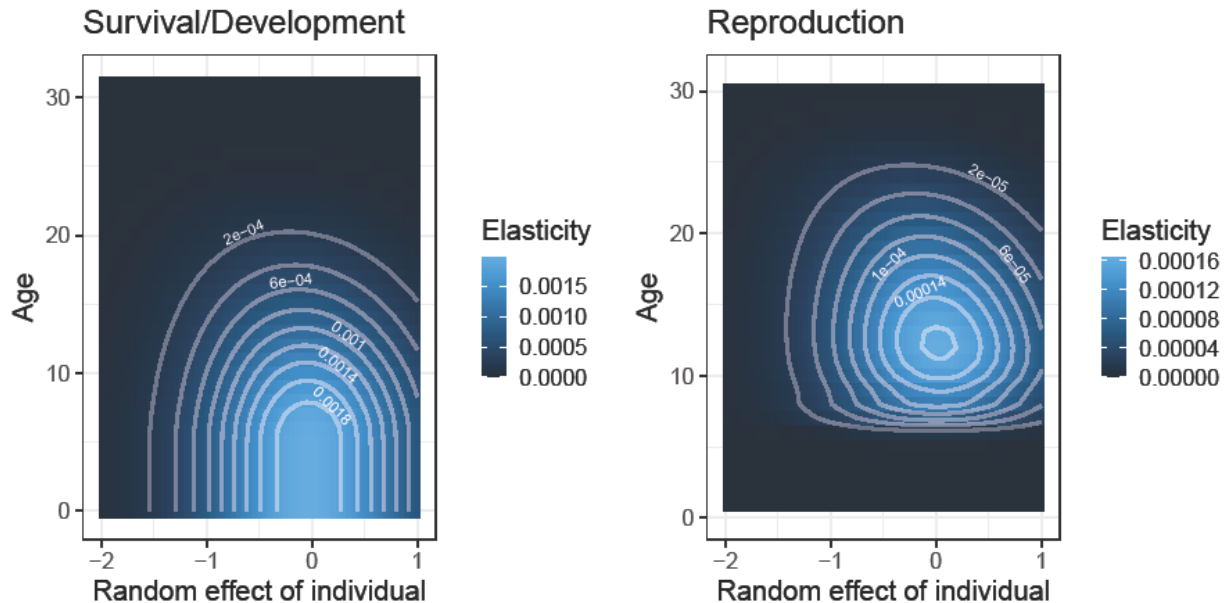 Survival/Development
30
20
10
0
Age
−2
−1
0
1
Random effect of individual
2e−04
6e−04
0.001
0.0014
0.0018
Elasticity
0.0015
0.0010
0.0005
0.0000
Reproduction
30
20
10
0
Age
−2
−1
0
1
Random effect of individual
2e−05
6e−05
1e−04
0.00014
Elasticity
0.00016
0.00012
0.00008
0.00004
0.00000